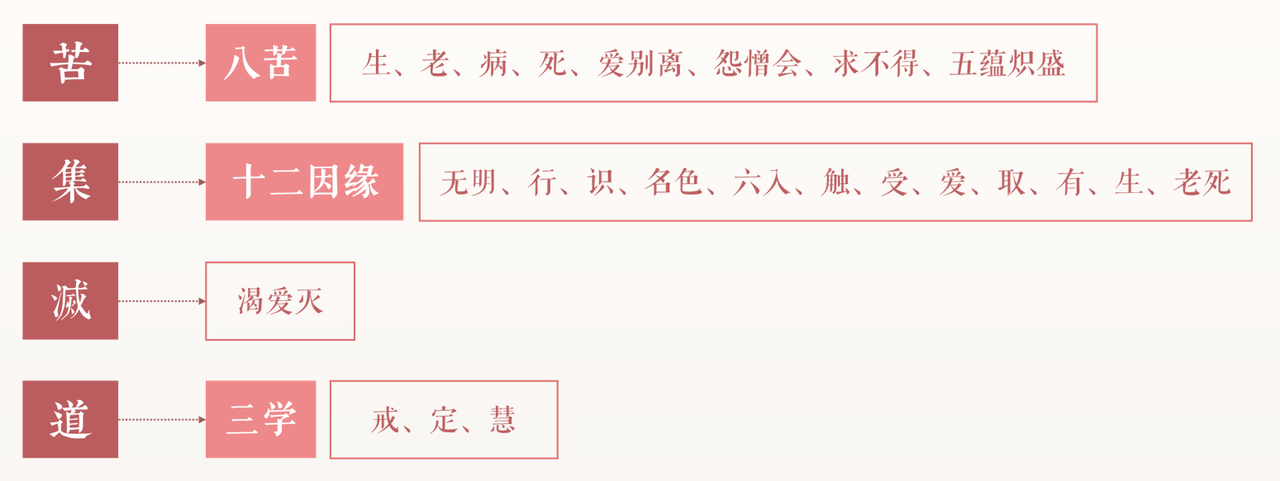 苦 八苦 生、老、病、死、爱别离、怨憎会、求不得、五蕴炽盛
集 十二因缘 无明、行、识、名色、六入、触、受、爱、取、有、生、老死
滅 渴爱灭
道 三学 戒、定、慧